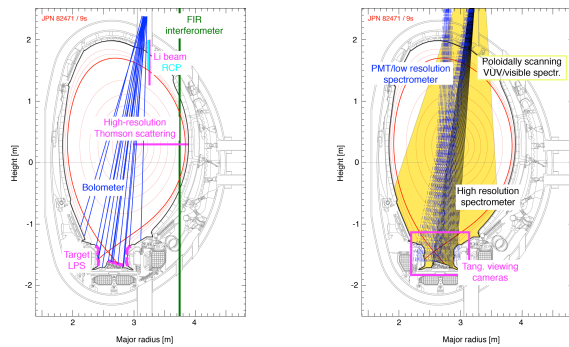 JPN 82471 / 9s
FIR
interferometer
Li beam
RCP
High-resolution
Thomson scattering
Bolometer
Target
LPS
Height [m]
2
1
0
-1
-2
2
3
4
Major radius [m]
JPN 82471 / 9s
PMT/low resolution
spectrometer
Poloidally scanning
VUV/visible spectr.
High resolution
spectrometer
Tang. viewing
cameras
Height [m]
2
1
0
-1
-2
2
3
4
Major radius [m]